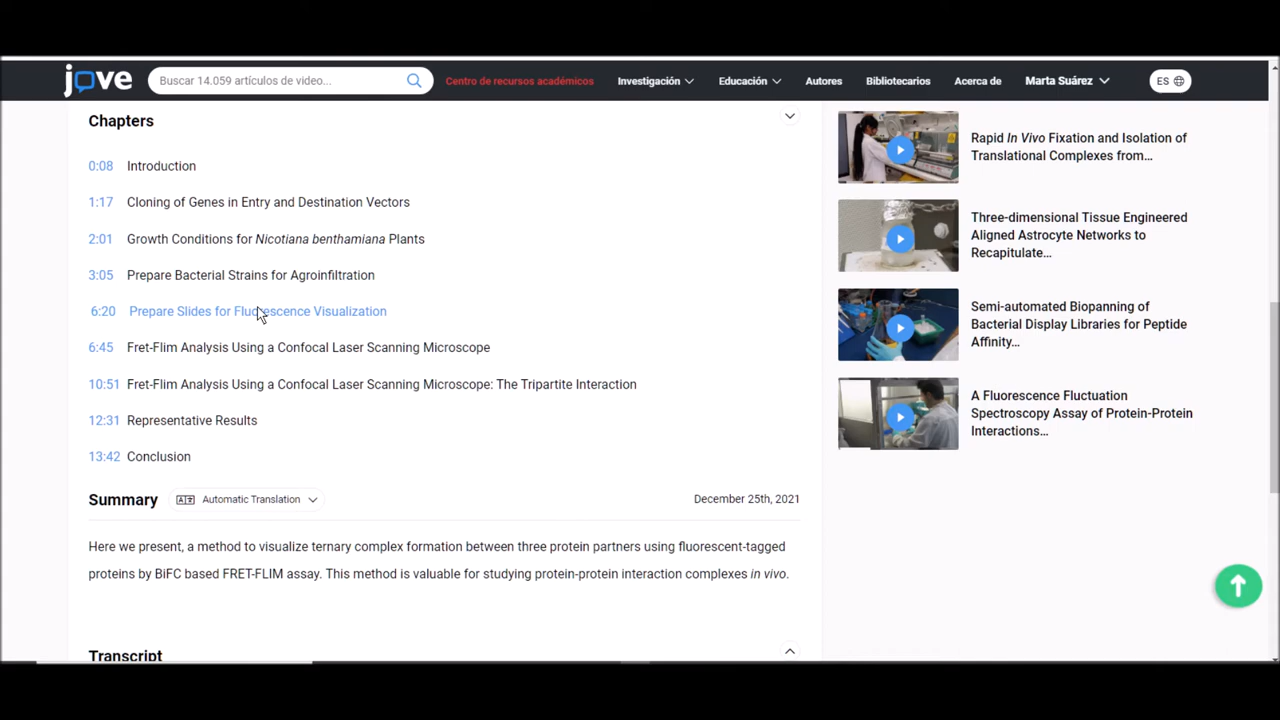 jove
Buscar 14.059 artículos de video...
Centro de recursos académicos
Investigación
Educación
Autores
Bibliotecarios
Acerca de
Marta Suárez
ES
Chapters
0:08 Introduction
1:17 Cloning of Genes in Entry and Destination Vectors
2:01 Growth Conditions for Nicotiana benthamiana Plants
3:05 Prepare Bacterial Strains for Agroinfiltration
6:20 Prepare Slides for Fluorescence Visualization
6:45 Fret-Flim Analysis Using a Confocal Laser Scanning Microscope
10:51 Fret-Flim Analysis Using a Confocal Laser Scanning Microscope: The Tripartite Interaction
12:31 Representative Results
13:42 Conclusion
Summary
Automatic Translation
December 25th, 2021
Here we present, a method to visualize ternary complex formation between three protein partners using fluorescent-tagged
proteins by BiFC based FRET-FLIM assay. This method is valuable for studying protein-protein interaction complexes in vivo.
Transcript
Rapid In Vivo Fixation and Isolation of
Translational Complexes from...
Three-dimensional Tissue Engineered
Aligned Astrocyte Networks to
Recapitulate...
Semi-automated Biopanning of
Bacterial Display Libraries for Peptide
Affinity...
A Fluorescence Fluctuation
Spectroscopy Assay of Protein-Protein
Interactions...